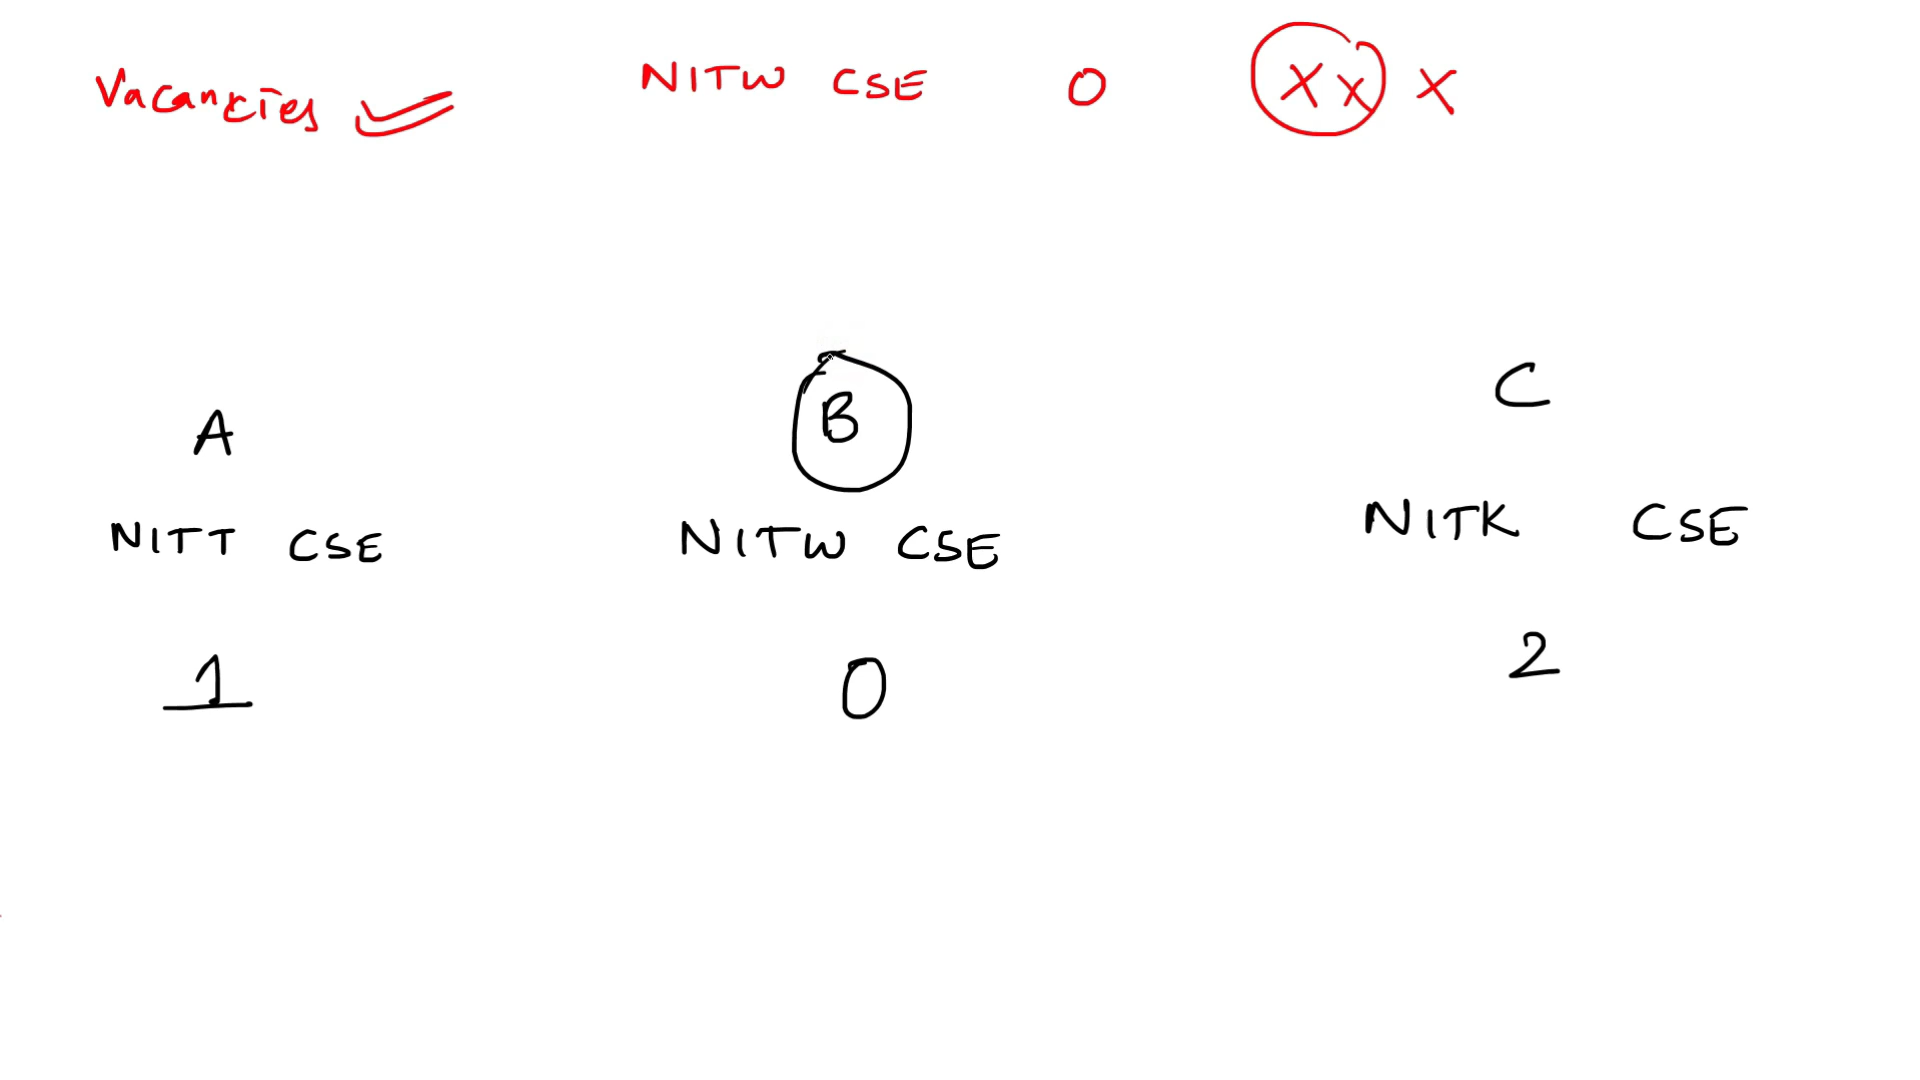 Vacancies NITW CSE 0 XX X
A B C
NITT CSE NITW CSE NITK CSE
1 0 2